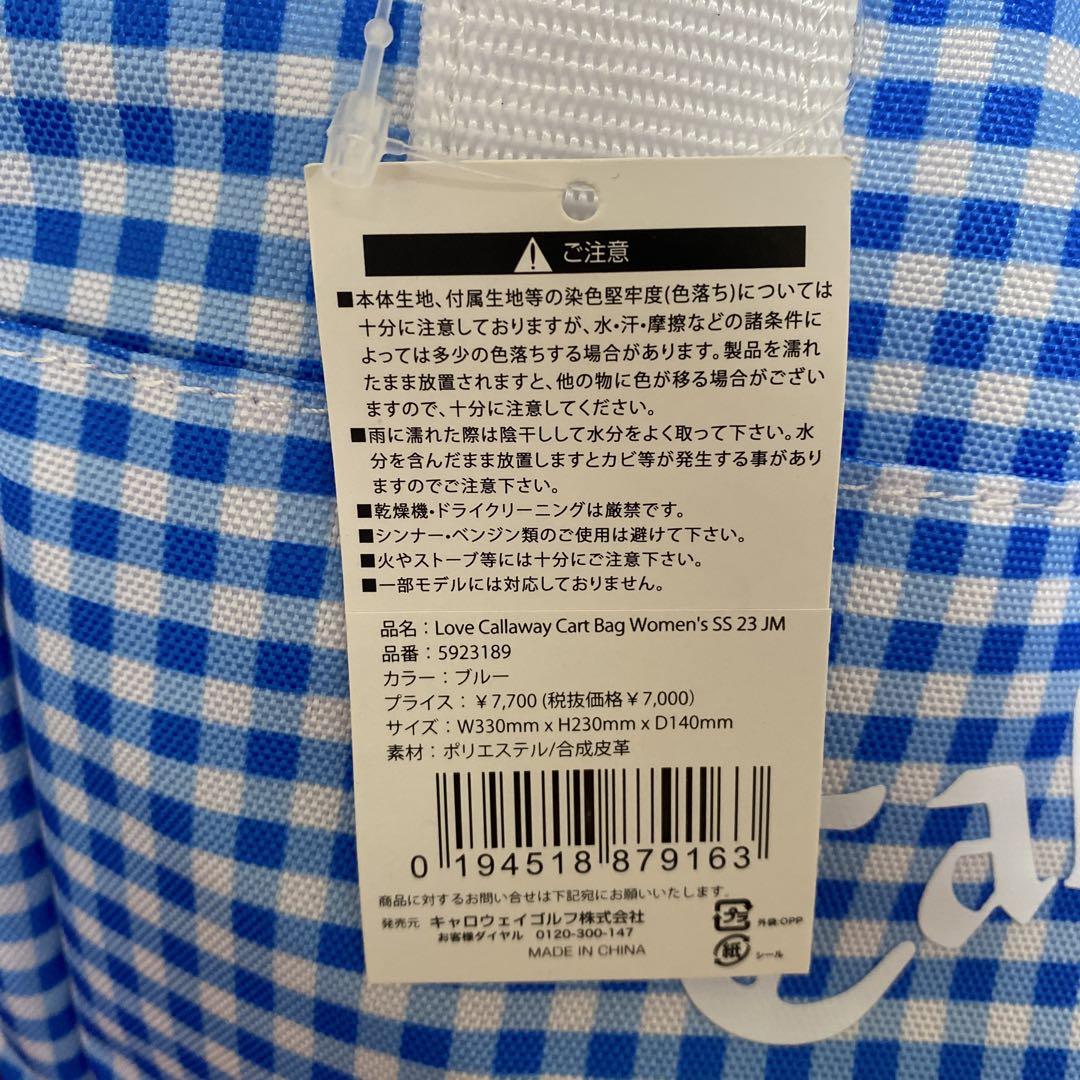 ご注意
■本体生地、付属生地等の染色堅牢度(色落ち)については
十分に注意しておりますが、水・汗・摩擦などの諸条件に
よっては多少の色落ちする場合があります。製品を濡れ
たまま放置されますと、他の物に色が移る場合がござい
ますので、十分に注意してください。
■雨に濡れた際は陰干しして水分をよく取って下さい。水
分を含んだまま放置しますとカビ等が発生する事があり
ますのでご注意下さい。
■乾燥機・ドライクリーニングは厳禁です。
■シンナー・ベンジン類のご使用は避けて下さい。
■火やストーブ等には十分にご注意下さい。
■一部モデルには対応しておりません。
品名：Love Callaway Cart Bag Women's SS 23 JM
品番：5923189
カラー：ブルー
プライス：￥7,700 (税抜価格￥7,000)
サイズ：W330mm x H230mm x D140mm
素材：ポリエステル/合成皮革
0 194518 879163
商品に対するお問い合せは下記宛にお願いいたします。
発売元 キャロウェイゴルフ株式会社
お客様ダイヤル 0120-300-147
MADE IN CHINA
プラ 外袋:OPP
紙 シール